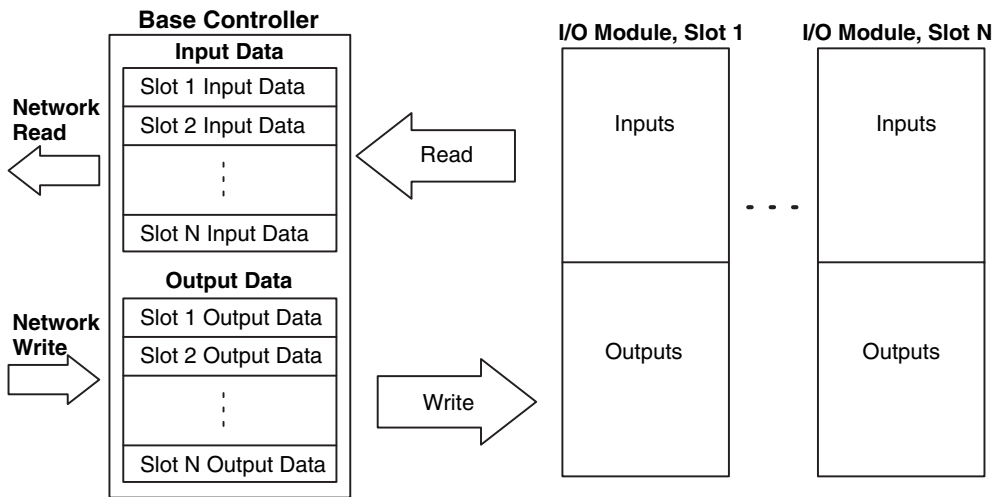 Base Controller
Input Data
Slot 1 Input Data
Slot 2 Input Data
Slot N Input Data
Output Data
Slot 1 Output Data
Slot 2 Output Data
Slot N Output Data
Network
Read
Network
Write
Read
Write
I/O Module, Slot 1
Inputs
Outputs
I/O Module, Slot N
Inputs
Outputs